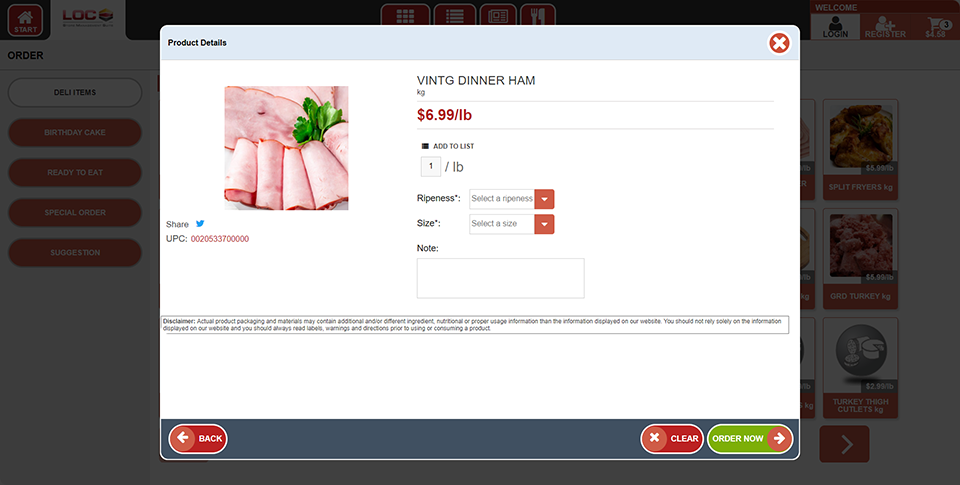 START
LOC
WELCOME
LOGIN
REGISTER
3
$4.58
ORDER
DELI ITEMS
BIRTHDAY CAKE
READY TO EAT
SPECIAL ORDER
SUGGESTION
Product Details
VINTG DINNER HAM
kg
$6.99/lb
ADD TO LIST
1 / lb
Ripeness*: Select a ripeness
Size*: Select a size
Note:
Share
UPC: 0020533700000
Disclaimer: Actual product packaging and materials may contain additional and/or different ingredient, nutritional or proper usage information than the information displayed on our website. You should not rely solely on the information
displayed on our website and you should always read labels, warnings and directions prior to using or consuming a product.
BACK
CLEAR
ORDER NOW
$5.99/lb
SPLIT FRYERS kg
$5.99/lb
GRD TURKEY kg
$2.99/lb
TURKEY THIGH
CUTLETS kg